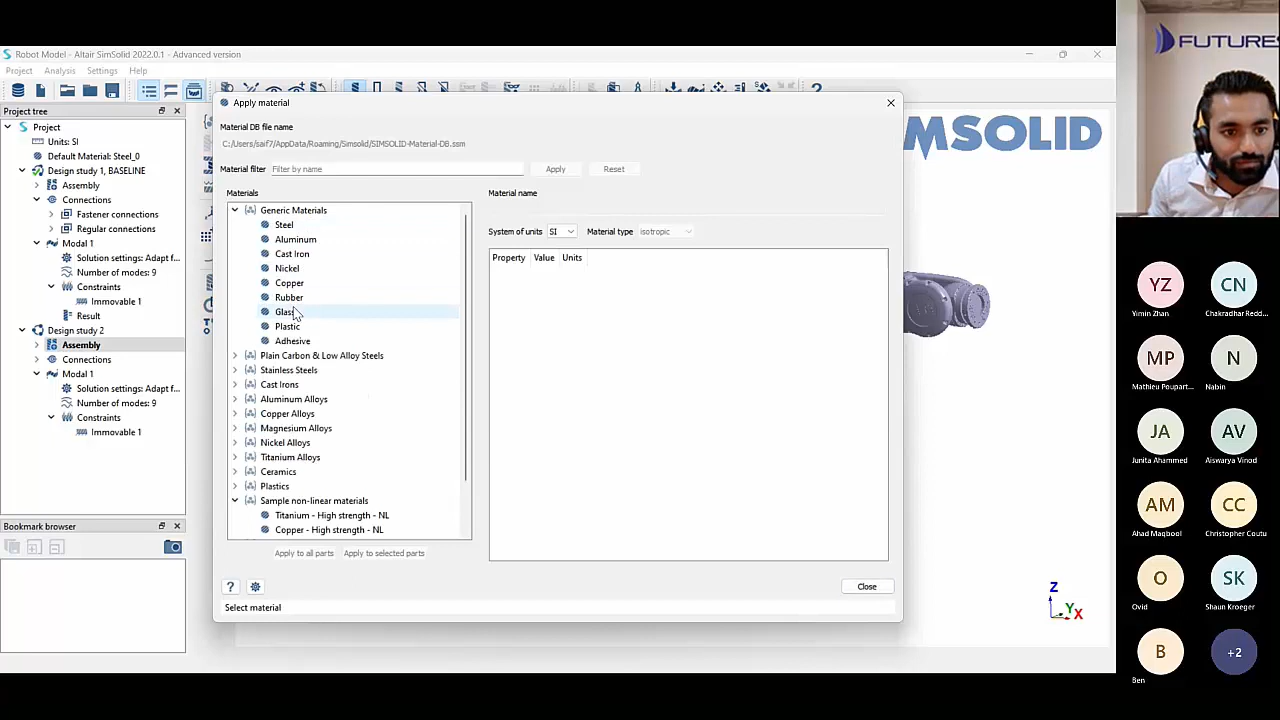 Robot Model - Altair SimSolid 2022.0.1 - Advanced version
Project Analysis Settings Help
Project tree
Project
Units: SI
Default Material: Steel_0
Design study 1, BASELINE
Assembly
Connections
Fastener connections
Regular connections
Modal 1
Solution settings: Adapt f...
Number of modes: 9
Constraints
Immovable 1
Result
Design study 2
Assembly
Connections
Modal 1
Solution settings: Adapt f...
Number of modes: 9
Constraints
Immovable 1
Bookmark browser
Apply material
Material DB file name
C:/Users/saif7/AppData/Roaming/Simsolid/SIMSOLID-Material-DB.ssm
Material filter Filter by name Apply Reset
Materials
Generic Materials
Steel
Aluminum
Cast Iron
Nickel
Copper
Rubber
Glass
Plastic
Adhesive
Plain Carbon & Low Alloy Steels
Stainless Steels
Cast Irons
Aluminum Alloys
Copper Alloys
Magnesium Alloys
Nickel Alloys
Titanium Alloys
Ceramics
Plastics
Sample non-linear materials
Titanium - High strength - NL
Copper - High strength - NL
Apply to all parts Apply to selected parts
Material name
System of units SI Material type isotropic
Property Value Units
? Close
Select material
MSOLID
Z
Y
X
FUTURE
YZ CN
Yimin Zhan Chakradhar Redd...
MP N
Mathieu Poupart... Nabin
JA AV
Junita Ahammed Aiswarya Vinod
AM CC
Ahad Maqbool Christopher Coutu
O SK
Ovid Shaun Kroeger
B +2
Ben